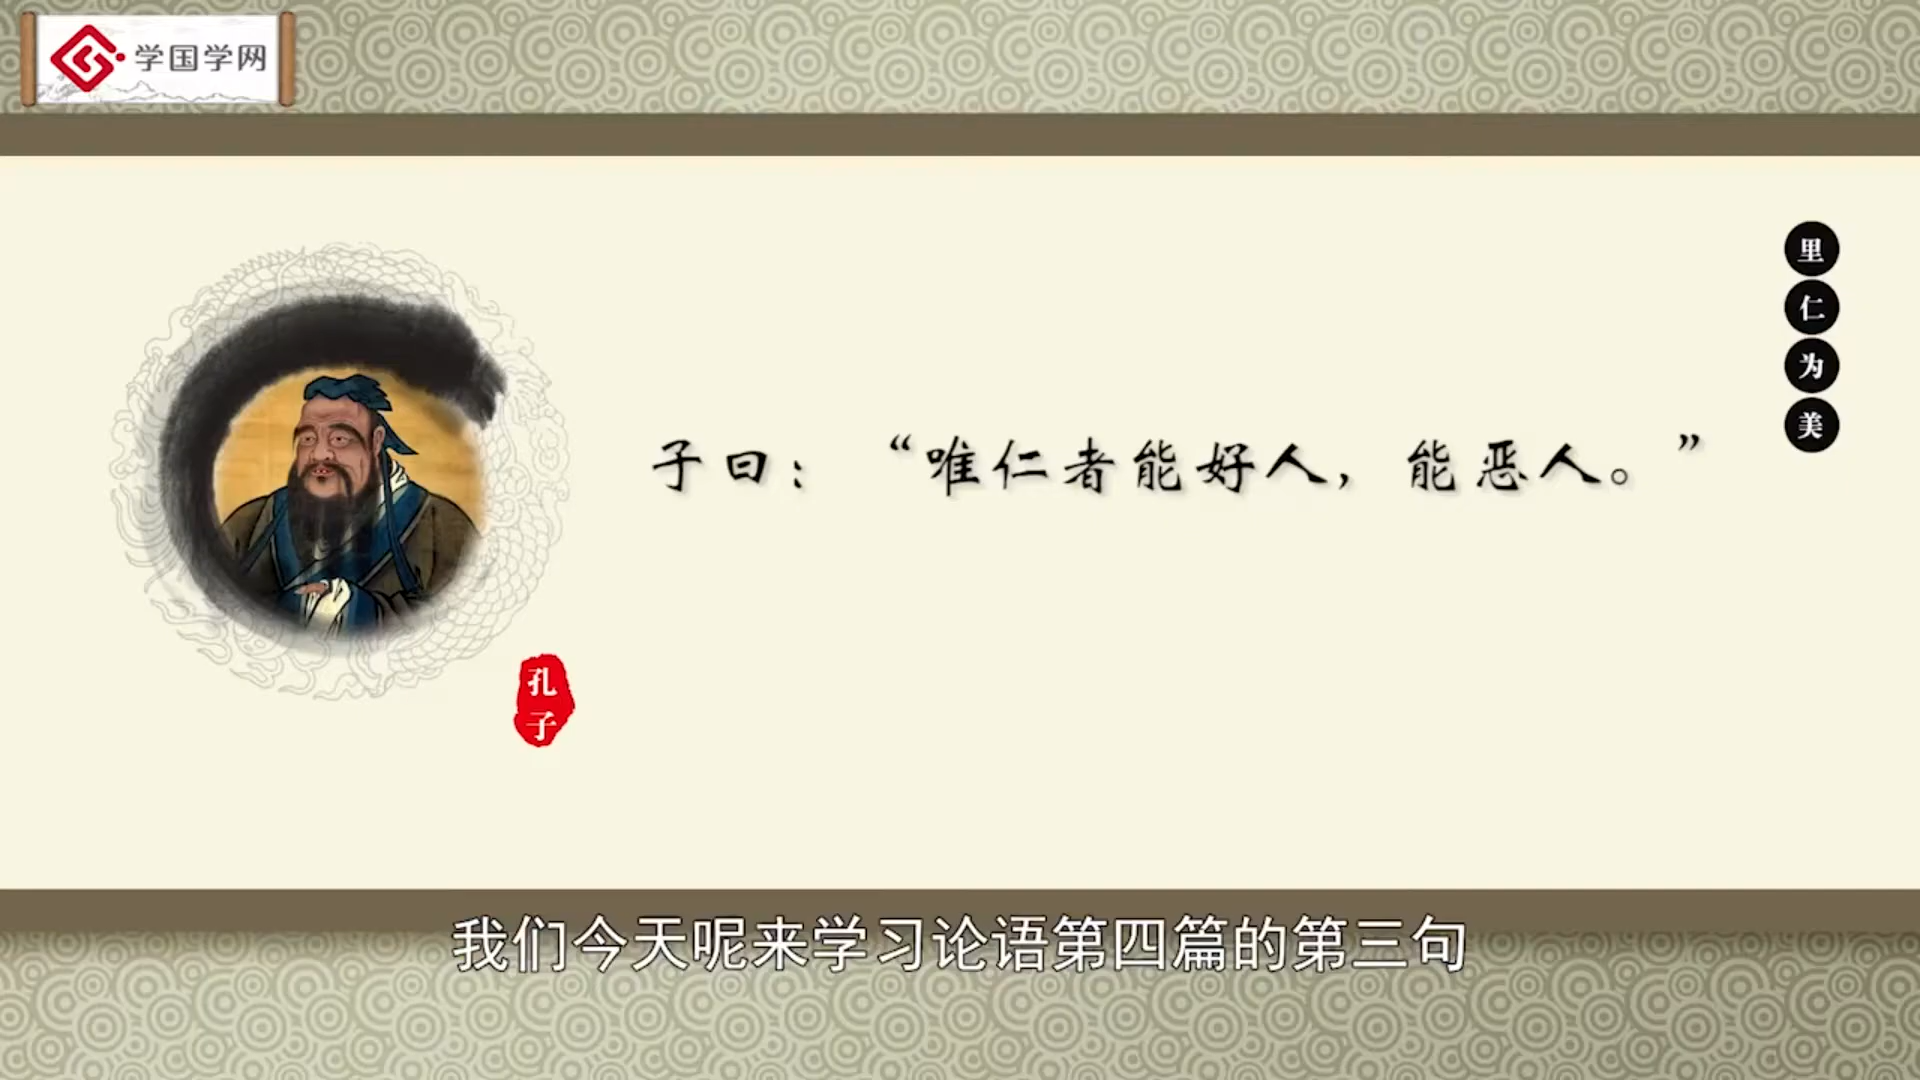 学国学网
里仁为美
子曰：“唯仁者能好人，能恶人。”
孔子
我们今天呢来学习论语第四篇的第三句